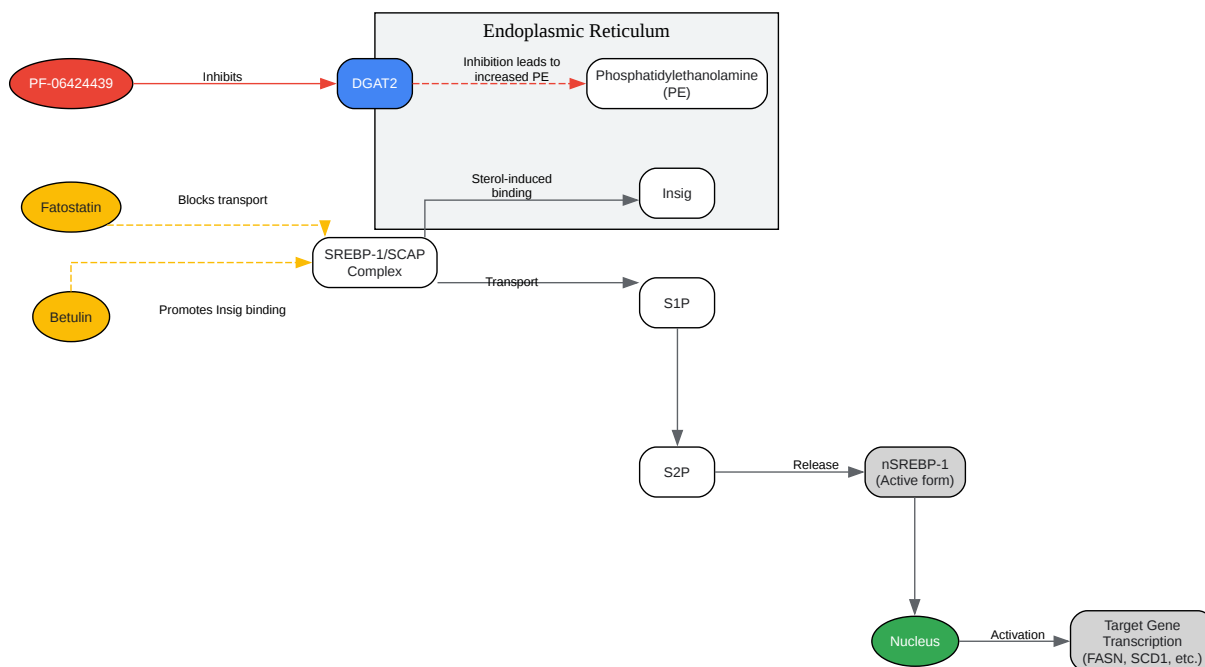 Endoplasmic Reticulum
PF-06424439
Inhibits
DGAT2
Inhibition leads to
increased PE
Phosphatidylethanolamine
(PE)
Fatostatin
Blocks transport
Sterol-induced
binding
Insig
SREBP-1/SCAP
Complex
Transport
S1P
Betulin
Promotes Insig binding
S2P
Release
nSREBP-1
(Active form)
Nucleus
Activation
Target Gene
Transcription
(FASN, SCD1, etc.)